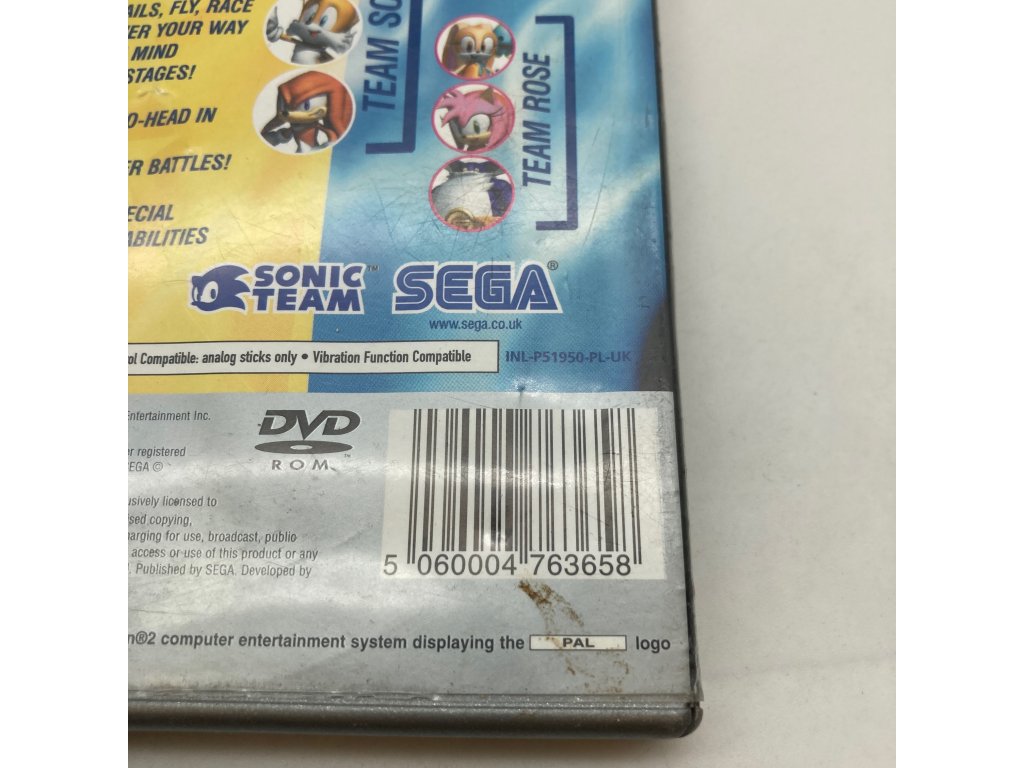 AILS, FLY, RACE
ER YOUR WAY
MIND
STAGES!
O-HEAD IN
R BATTLES!
ECIAL
ABILITIES
TEAM SO
TEAM ROSE
SONIC TEAM™
SEGA®
www.sega.co.uk
ol Compatible: analog sticks only • Vibration Function Compatible
INL-P51950-PL-UK
Entertainment Inc.
er registered
EGA ©
usively licensed to
sed copying,
arging for use, broadcast, public
access or use of this product or any
. Published by SEGA. Developed by
DVD™
ROM
5 060004 763658
n®2 computer entertainment system displaying the PAL logo